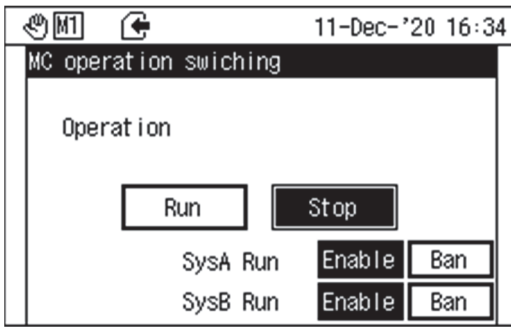 M1 11-Dec-'20 16:34
MC operation swiching
Operation
Run Stop
SysA Run Enable Ban
SysB Run Enable Ban